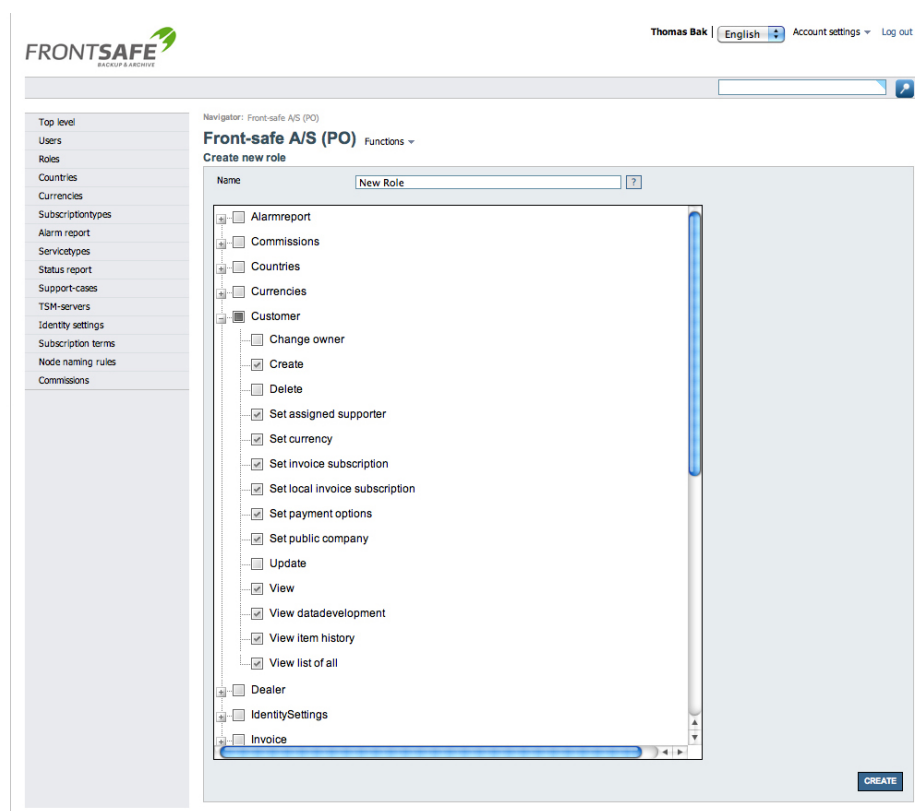 Thomas Bak | English Account settings Log out
FRONTSAFE
BACKUP & ARCHIVE
Top level
Users
Roles
Countries
Currencies
Subscriptiontypes
Alarm report
Servicetypes
Status report
Support-cases
TSM-servers
Identity settings
Subscription terms
Node naming rules
Commissions
Navigator: Front-safe A/S (PO)
Front-safe A/S (PO) Functions
Create new role
Name New Role ?
Alarmreport
Commissions
Countries
Currencies
Customer
Change owner
Create
Delete
Set assigned supporter
Set currency
Set invoice subscription
Set local invoice subscription
Set payment options
Set public company
Update
View
View datadevelopment
View item history
View list of all
Dealer
IdentitySettings
Invoice
CREATE